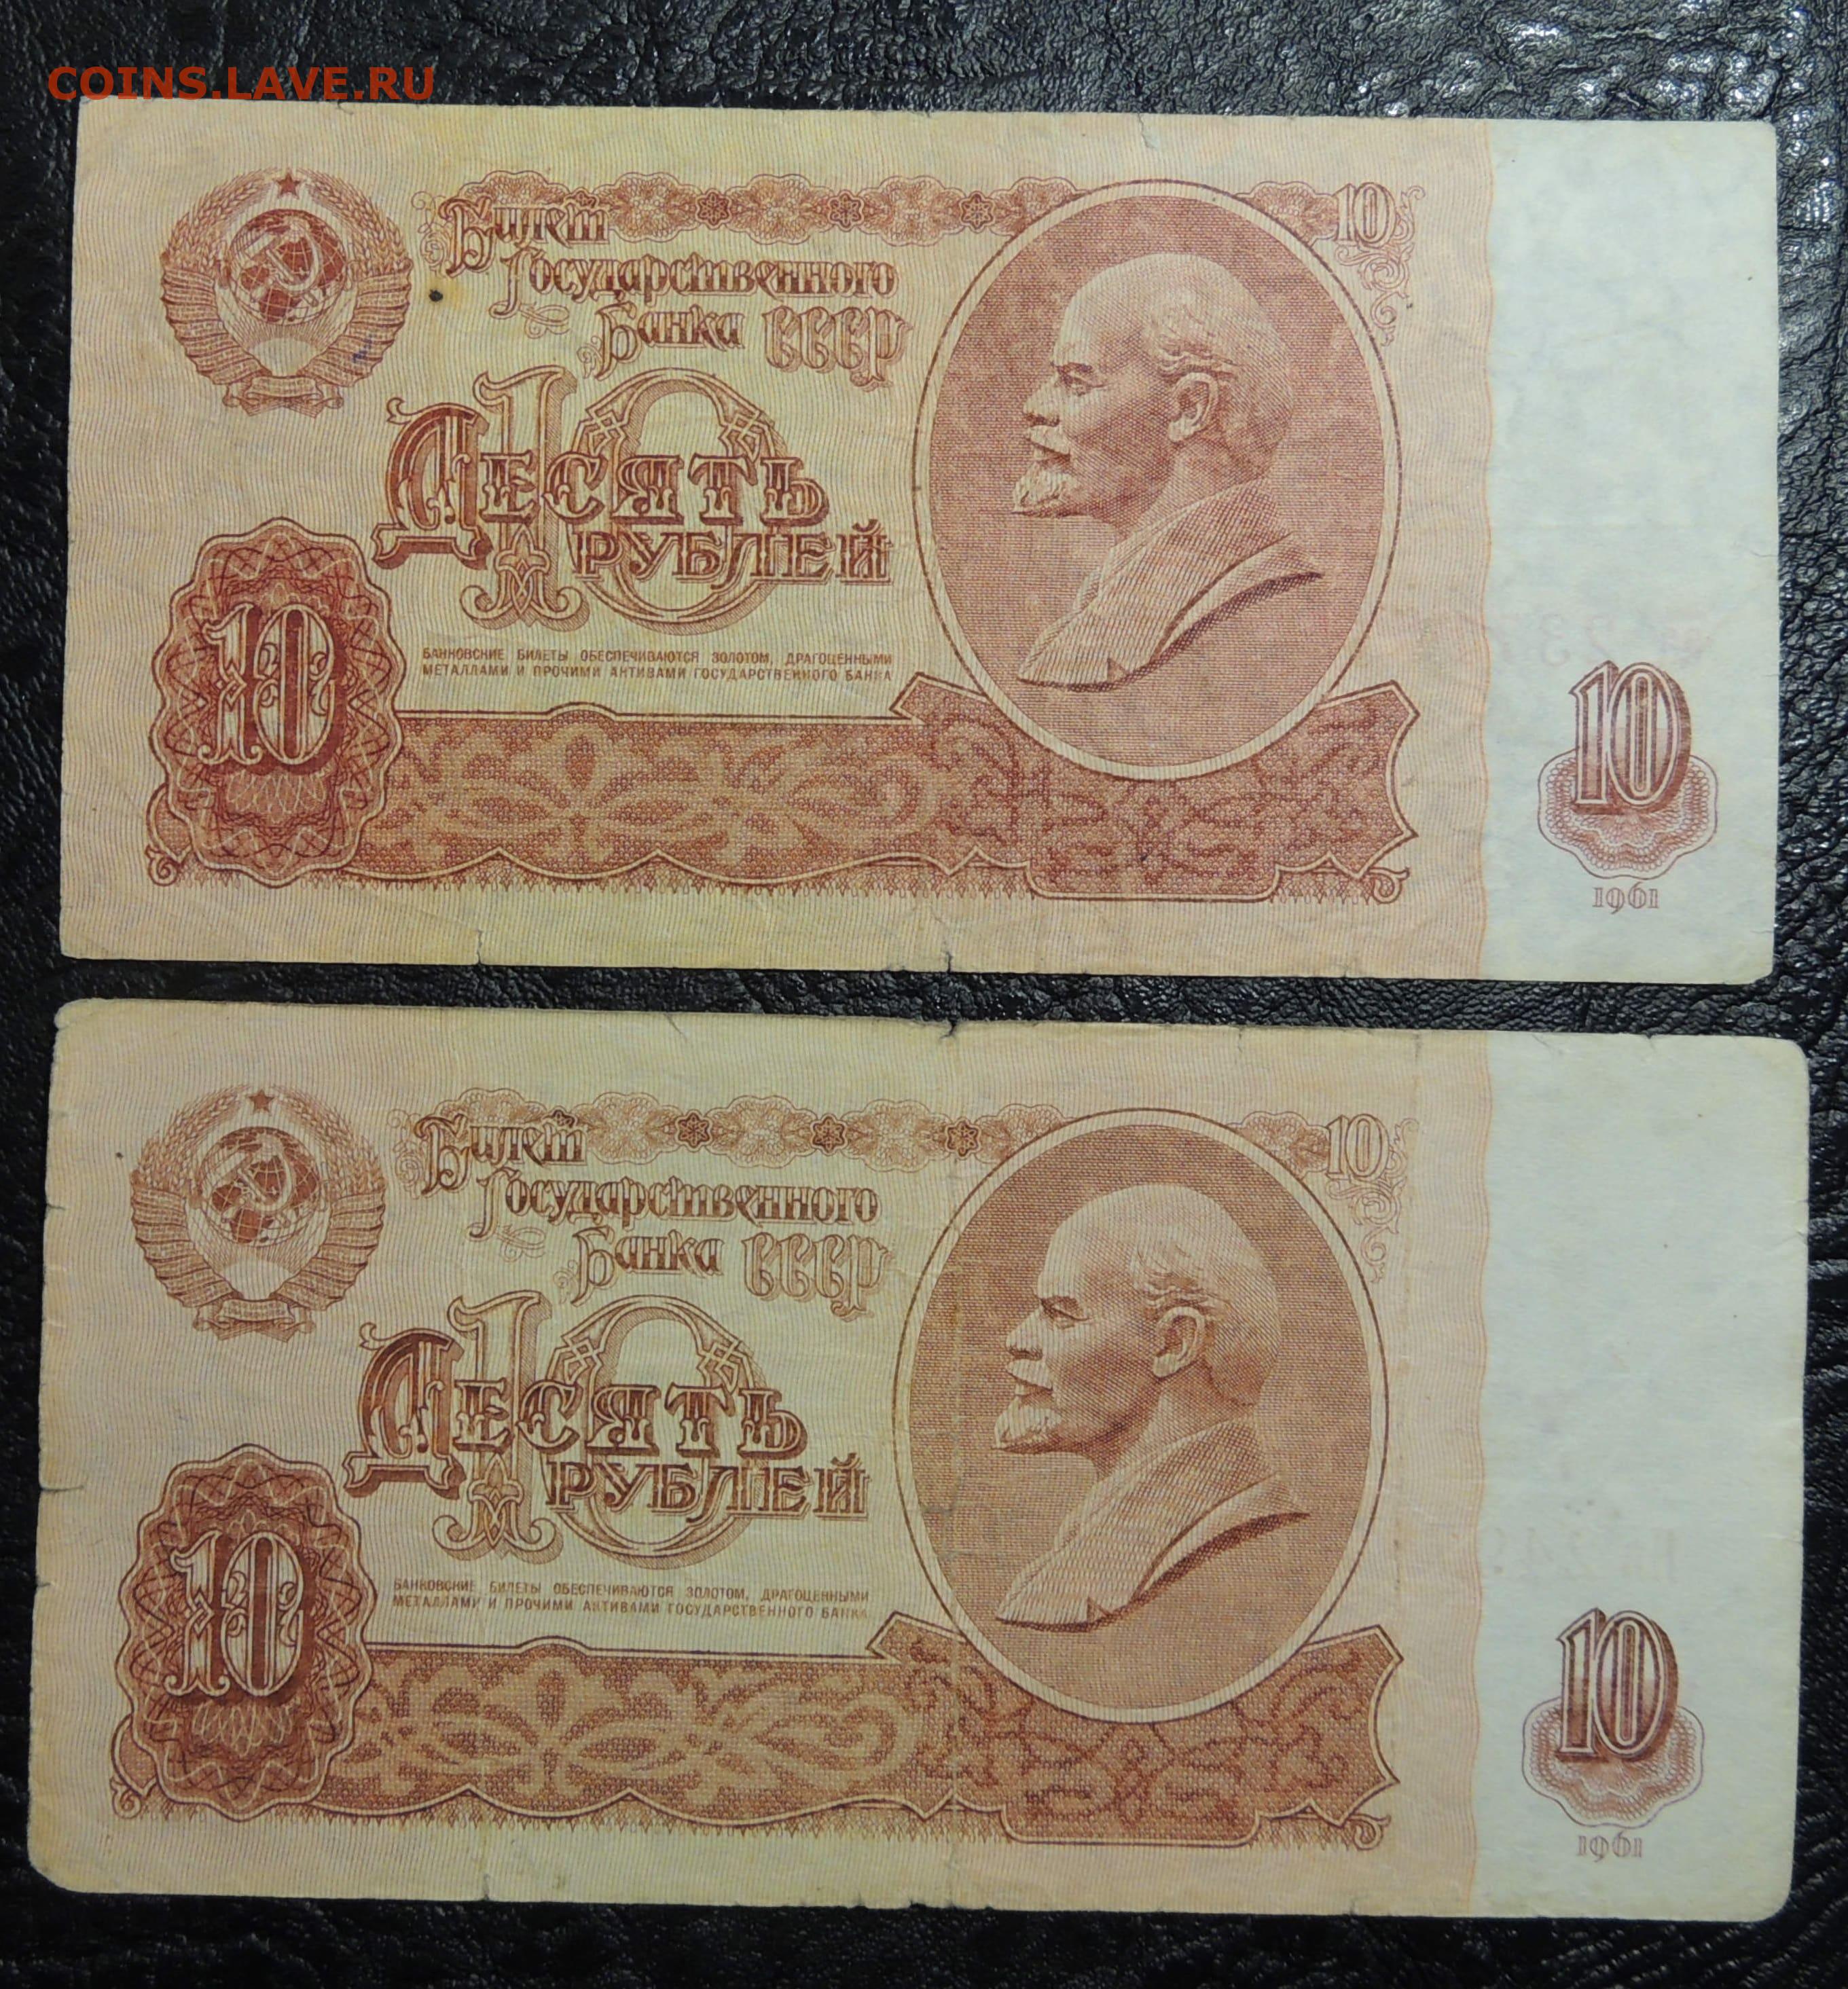 COINS.LAVE.RU
Билет 10
Государственного
Банка СССР
10
Десять
рублей
10
БАНКОВСКИЕ БИЛЕТЫ ОБЕСПЕЧИВАЮТСЯ ЗОЛОТОМ, ДРАГОЦЕННЫМИ
МЕТАЛЛАМИ И ПРОЧИМИ АКТИВАМИ ГОСУДАРСТВЕННОГО БАНКА
10
1961
Билет 10
Государственного
Банка СССР
10
Десять
рублей
10
БАНКОВСКИЕ БИЛЕТЫ ОБЕСПЕЧИВАЮТСЯ ЗОЛОТОМ, ДРАГОЦЕННЫМИ
МЕТАЛЛАМИ И ПРОЧИМИ АКТИВАМИ ГОСУДАРСТВЕННОГО БАНКА
10
1961